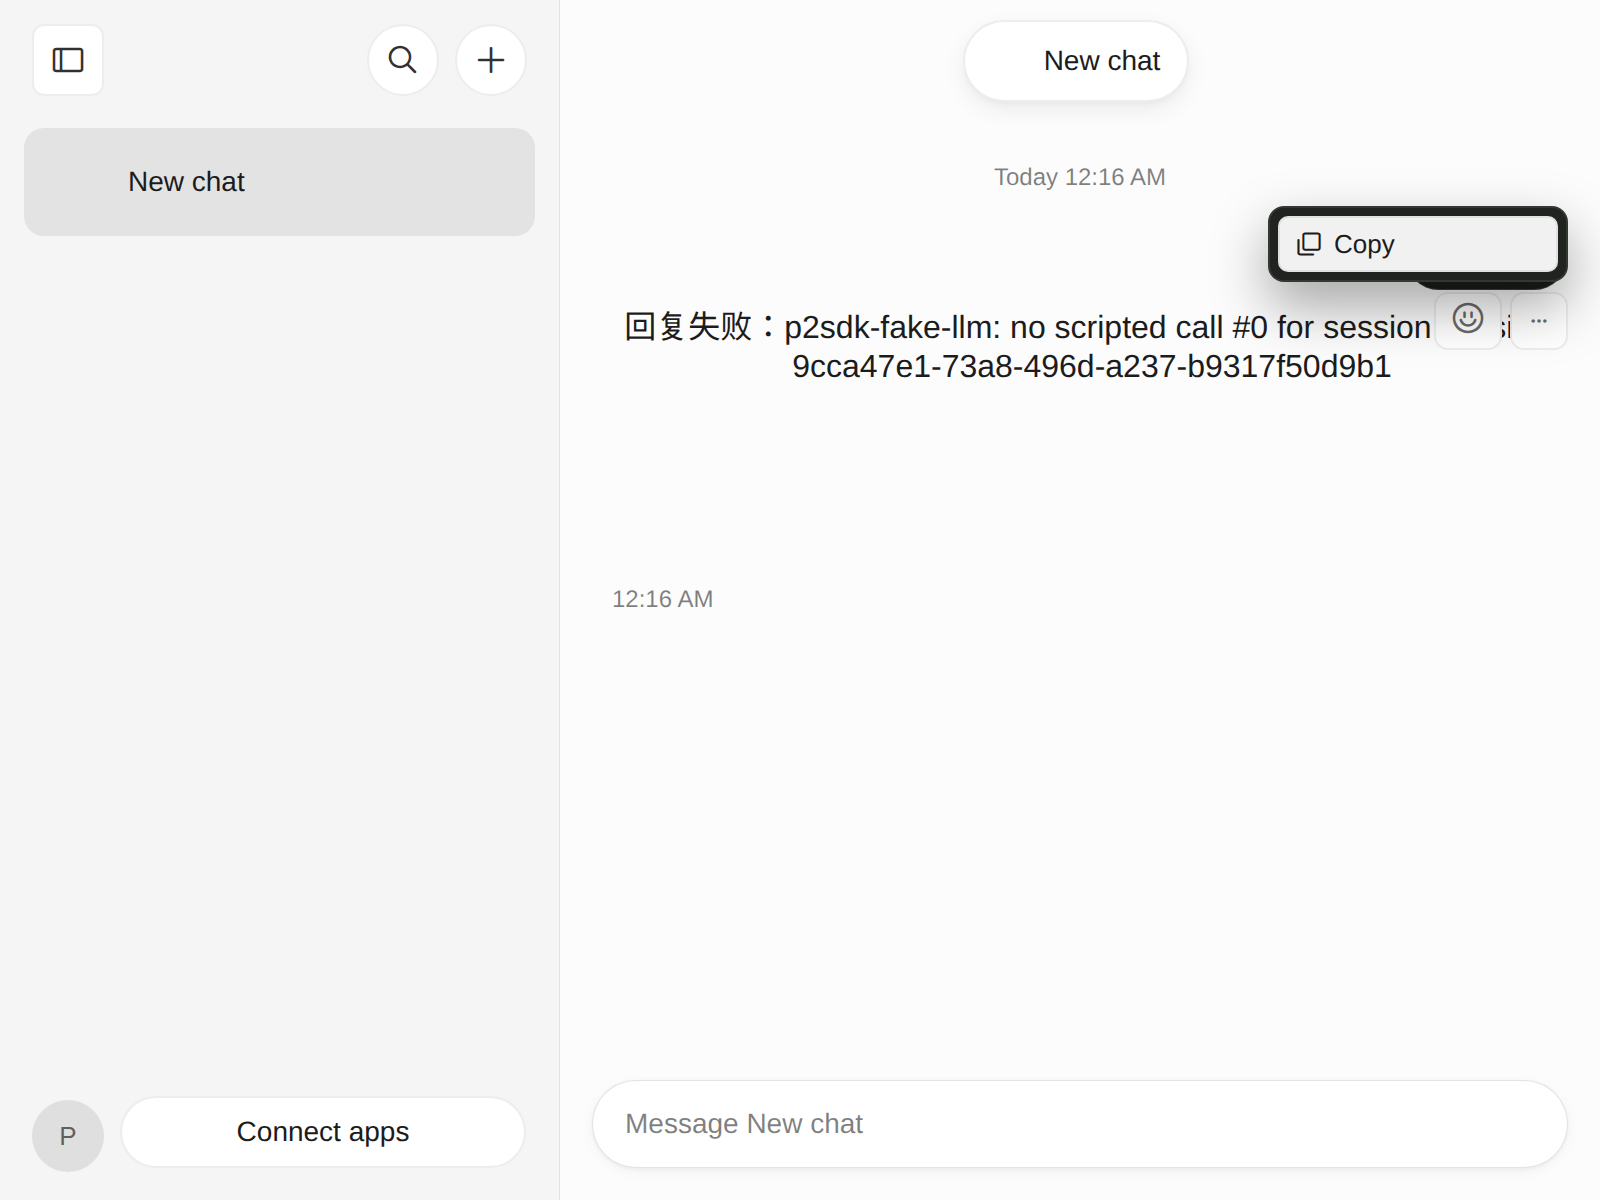 New chat
New chat
Today 12:16 AM
Copy
回复失败：p2sdk-fake-llm: no scripted call #0 for session
9cca47e1-73a8-496d-a237-b9317f50d9b1
12:16 AM
P
Connect apps
Message New chat